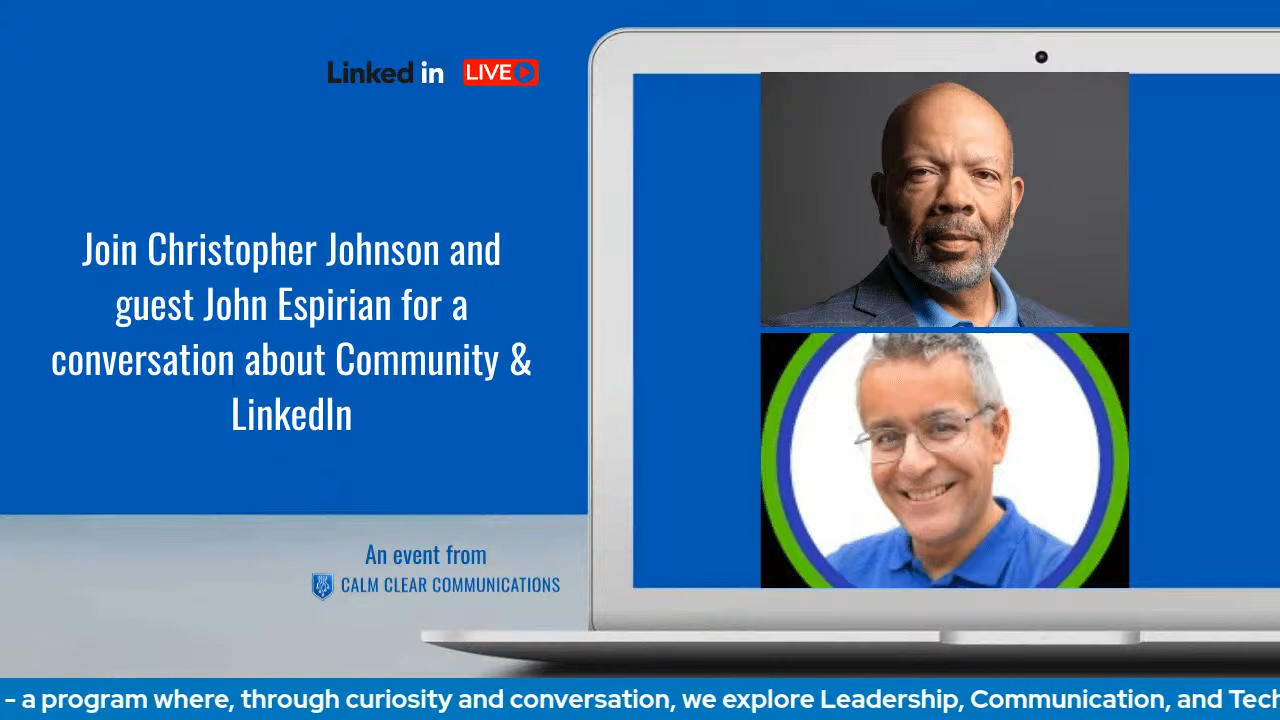 Linked in LIVE
Join Christopher Johnson and
guest John Espirian for a
conversation about Community &
LinkedIn
An event from
CALM CLEAR COMMUNICATIONS
- a program where, through curiosity and conversation, we explore Leadership, Communication, and Tech